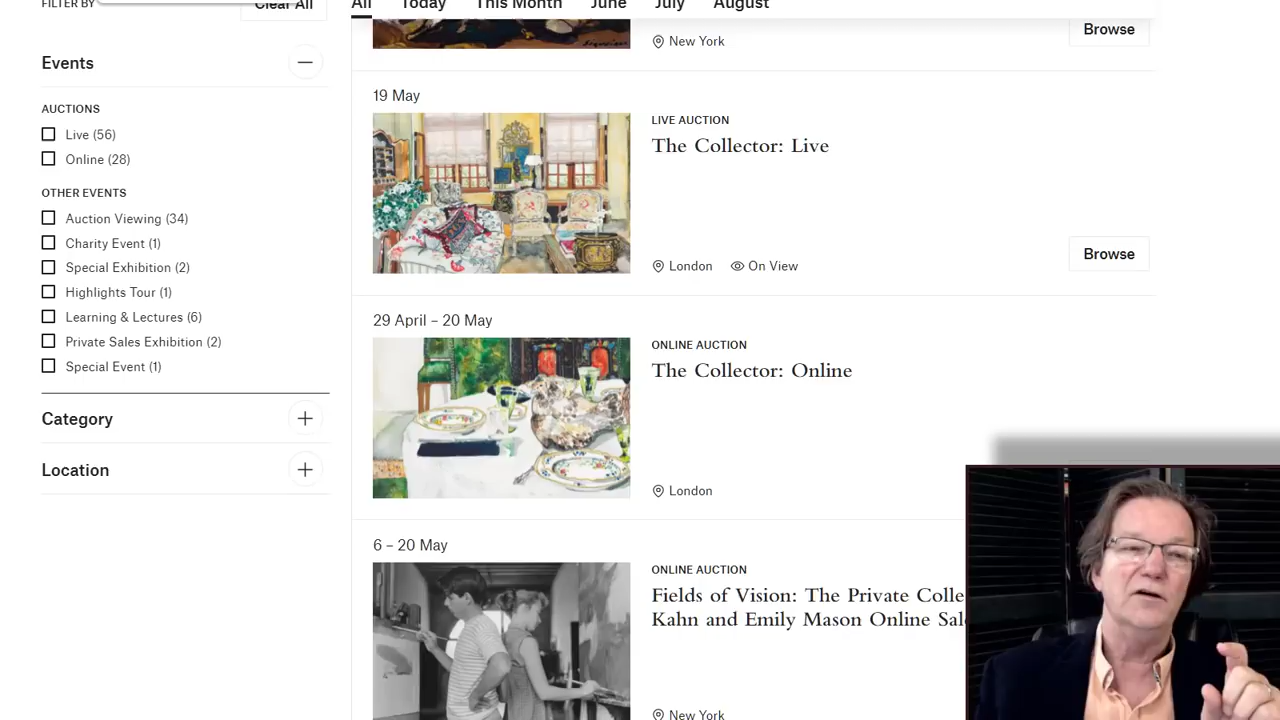 FILTER BY
Clear All
All Today This Month June July August
New York
Browse
Events
AUCTIONS
Live (56)
Online (28)
OTHER EVENTS
Auction Viewing (34)
Charity Event (1)
Special Exhibition (2)
Highlights Tour (1)
Learning & Lectures (6)
Private Sales Exhibition (2)
Special Event (1)
Category
Location
19 May
LIVE AUCTION
The Collector: Live
London On View
Browse
29 April – 20 May
ONLINE AUCTION
The Collector: Online
London
6 – 20 May
ONLINE AUCTION
Fields of Vision: The Private Colle
Kahn and Emily Mason Online Sal
New York